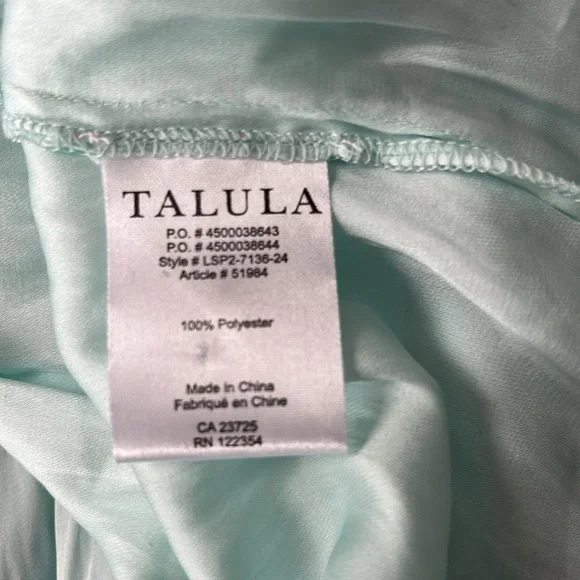 TALULA
P.O. # 4500038643
P.O. # 4500038644
Style # LSP2-7136-24
Article # 51984
100% Polyester
Made in China
Fabriqué en Chine
CA 23725
RN 122354